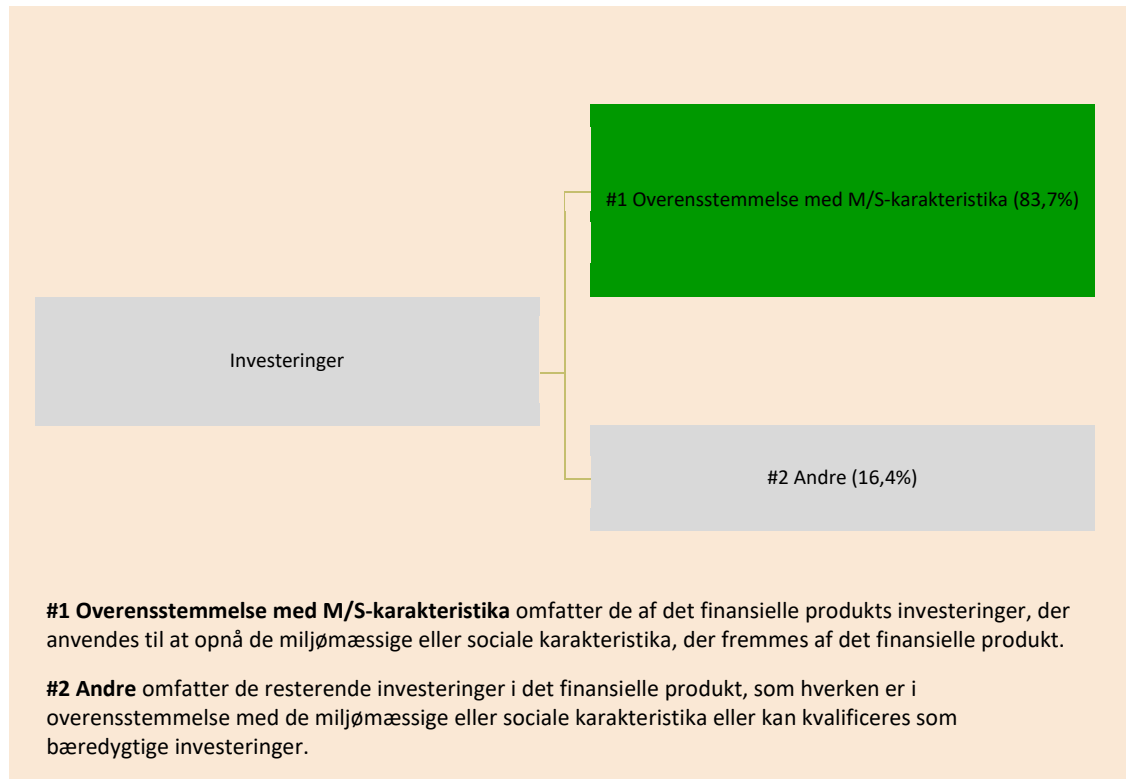 #1 Overensstemmelse med M/S-karakteristika (83,7%)
Investeringer
#2 Andre (16,4%)
#1 Overensstemmelse med M/S-karakteristika omfatter de af det finansielle produkts investeringer, der
anvendes til at opnå de miljømæssige eller sociale karakteristika, der fremmes af det finansielle produkt.
#2 Andre omfatter de resterende investeringer i det finansielle produkt, som hverken er i
overensstemmelse med de miljømæssige eller sociale karakteristika eller kan kvalificeres som
bæredygtige investeringer.